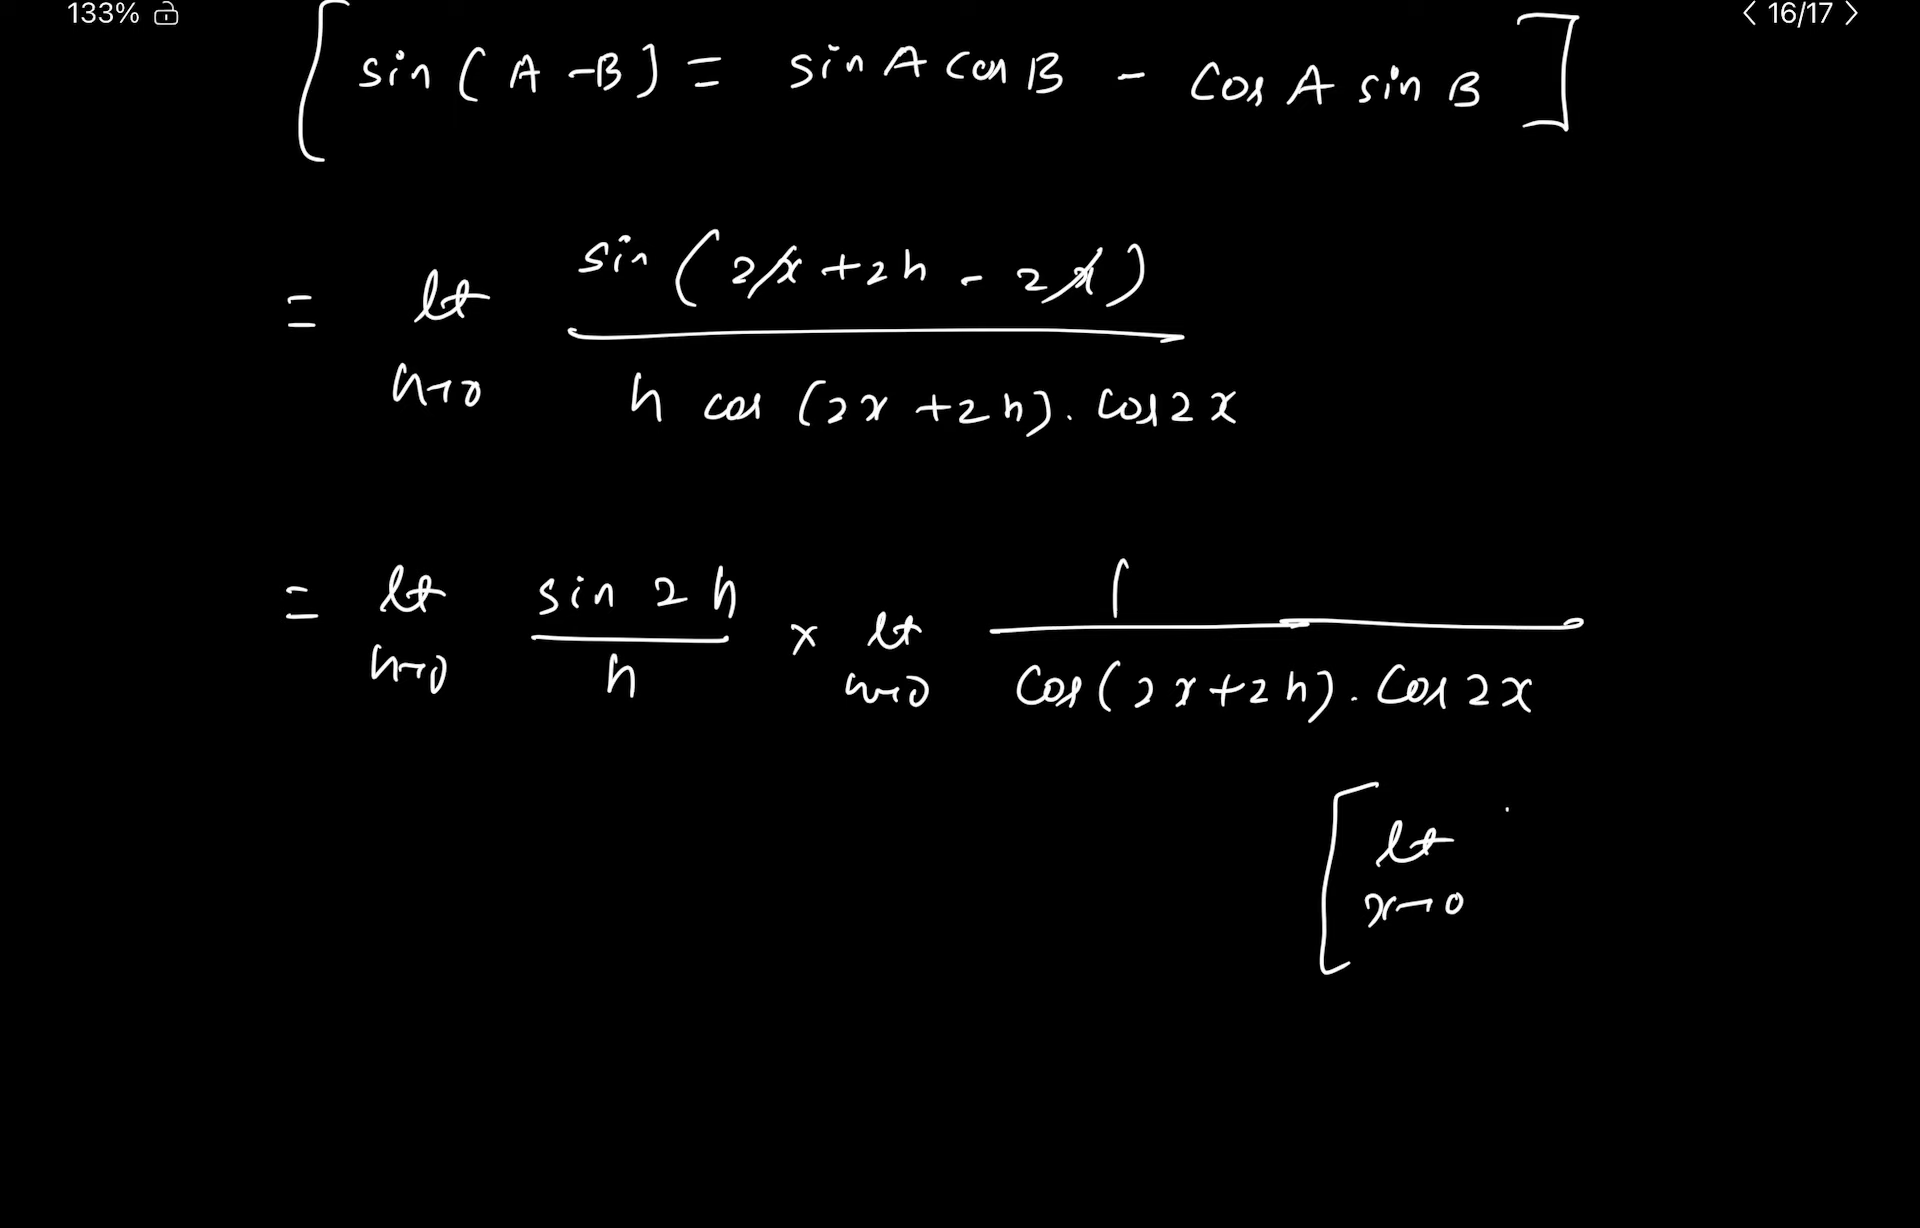 133% < 16/17 >
[ sin (A - B) = sin A cos B - cos A sin B ]
= lt sin (2x + 2h - 2x)
h→0 h cos (2x + 2h). cos 2x
= lt sin 2h × lt 1
h→0 h h→0 cos (2x + 2h). cos 2x
[ lt
x→0